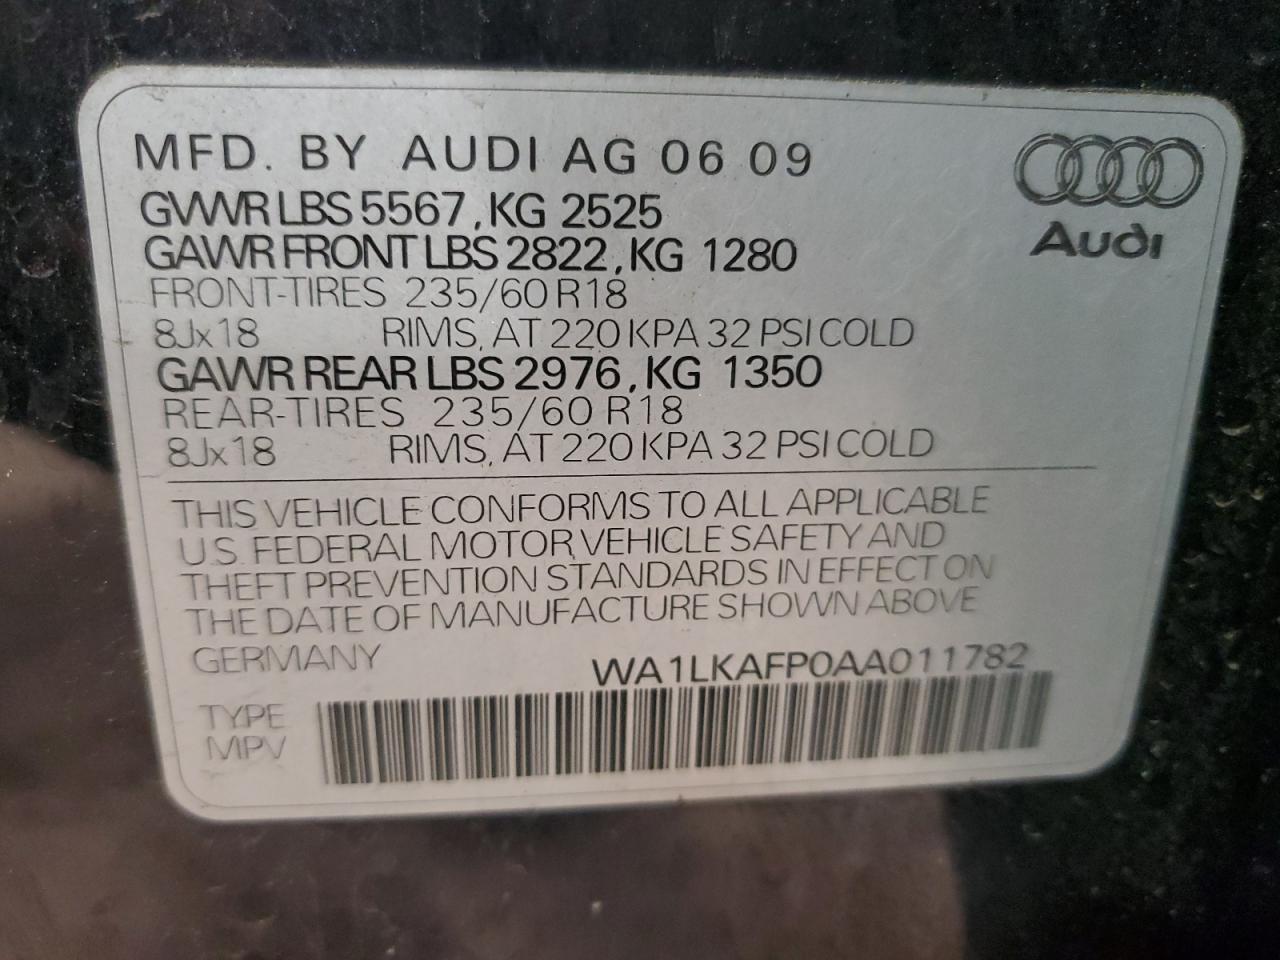 MFD. BY AUDI AG 06 09
Audi
GVWR LBS 5567, KG 2525
GAWR FRONT LBS 2822, KG 1280
FRONT-TIRES 235/60 R18
8Jx18 RIMS, AT 220 KPA 32 PSI COLD
GAWR REAR LBS 2976, KG 1350
REAR-TIRES 235/60 R18
8Jx18 RIMS, AT 220 KPA 32 PSI COLD
THIS VEHICLE CONFORMS TO ALL APPLICABLE
U.S. FEDERAL MOTOR VEHICLE SAFETY AND
THEFT PREVENTION STANDARDS IN EFFECT ON
THE DATE OF MANUFACTURE SHOWN ABOVE
GERMANY WA1LKAFP0AA011782
TYPE
MPV